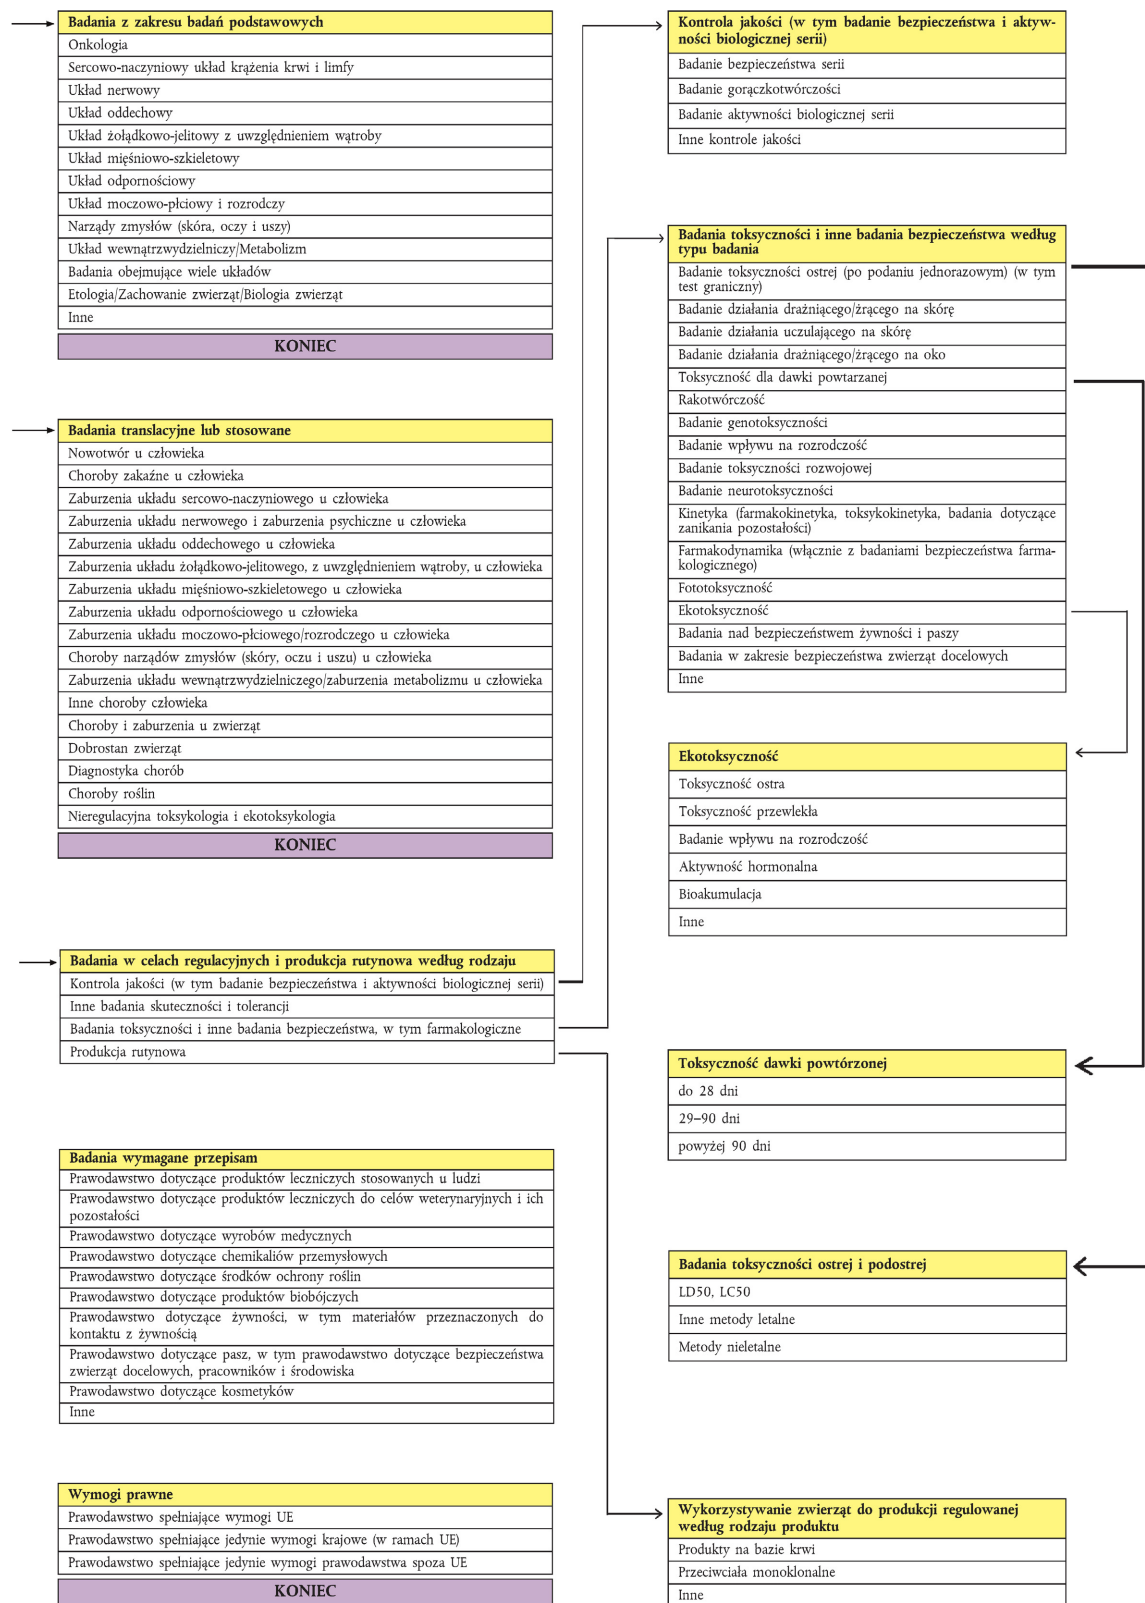 Badania z zakresu badań podstawowych
Onkologia
Sercowo-naczyniowy układ krążenia krwi i limfy
Układ nerwowy
Układ oddechowy
Układ żołądkowo-jelitowy z uwzględnieniem wątroby
Układ mięśniowo-szkieletowy
Układ odpornościowy
Układ moczowo-płciowy i rozrodczy
Narządy zmysłów (skóra, oczy i uszy)
Układ wewnątrzwydzielniczy/Metabolizm
Badania obejmujące wiele układów
Etologia/Zachowanie zwierząt/Biologia zwierząt
Inne
KONIEC
Badania translacyjne lub stosowane
Nowotwór u człowieka
Choroby zakaźne u człowieka
Zaburzenia układu sercowo-naczyniowego u człowieka
Zaburzenia układu nerwowego i zaburzenia psychiczne u człowieka
Zaburzenia układu oddechowego u człowieka
Zaburzenia układu żołądkowo-jelitowego, z uwzględnieniem wątroby, u człowieka
Zaburzenia układu mięśniowo-szkieletowego u człowieka
Zaburzenia układu odpornościowego u człowieka
Zaburzenia układu moczowo-płciowego/rozrodczego u człowieka
Choroby narządów zmysłów (skóry, oczu i uszu) u człowieka
Zaburzenia układu wewnątrzwydzielniczego/zaburzenia metabolizmu u człowieka
Inne choroby człowieka
Choroby i zaburzenia u zwierząt
Dobrostan zwierząt
Diagnostyka chorób
Choroby roślin
Nieregulacyjna toksykologia i ekotoksykologia
KONIEC
Badania w celach regulacyjnych i produkcja rutynowa według rodzaju
Kontrola jakości (w tym badanie bezpieczeństwa i aktywności biologicznej serii)
Inne badania skuteczności i tolerancji
Badania toksyczności i inne badania bezpieczeństwa, w tym farmakologiczne
Produkcja rutynowa
Badania wymagane przepisam
Prawodawstwo dotyczące produktów leczniczych stosowanych u ludzi
Prawodawstwo dotyczące produktów leczniczych do celów weterynaryjnych i ich
pozostałości
Prawodawstwo dotyczące wyrobów medycznych
Prawodawstwo dotyczące chemikaliów przemysłowych
Prawodawstwo dotyczące środków ochrony roślin
Prawodawstwo dotyczące produktów biobójczych
Prawodawstwo dotyczące żywności, w tym materiałów przeznaczonych do
kontaktu z żywnością
Prawodawstwo dotyczące pasz, w tym prawodawstwo dotyczące bezpieczeństwa
zwierząt docelowych, pracowników i środowiska
Prawodawstwo dotyczące kosmetyków
Inne
Wymogi prawne
Prawodawstwo spełniające wymogi UE
Prawodawstwo spełniające jedynie wymogi krajowe (w ramach UE)
Prawodawstwo spełniające jedynie wymogi prawodawstwa spoza UE
KONIEC
Kontrola jakości (w tym badanie bezpieczeństwa i aktyw-
ności biologicznej serii)
Badanie bezpieczeństwa serii
Badanie gorączkotwórczości
Badanie aktywności biologicznej serii
Inne kontrole jakości
Badania toksyczności i inne badania bezpieczeństwa według
typu badania
Badanie toksyczności ostrej (po podaniu jednorazowym) (w tym
test graniczny)
Badanie działania drażniącego/żrącego na skórę
Badanie działania uczulającego na skórę
Badanie działania drażniącego/żrącego na oko
Toksyczność dla dawki powtarzanej
Rakotwórczość
Badanie genotoksyczności
Badanie wpływu na rozrodczość
Badanie toksyczności rozwojowej
Badanie neurotoksyczności
Kinetyka (farmakokinetyka, toksykokinetyka, badania dotyczące
zanikania pozostałości)
Farmakodynamika (włącznie z badaniami bezpieczeństwa farma-
kologicznego)
Fototoksyczność
Ekotoksyczność
Badania nad bezpieczeństwem żywności i paszy
Badania w zakresie bezpieczeństwa zwierząt docelowych
Inne
Ekotoksyczność
Toksyczność ostra
Toksyczność przewlekła
Badanie wpływu na rozrodczość
Aktywność hormonalna
Bioakumulacja
Inne
Toksyczność dawki powtórzonej
do 28 dni
29–90 dni
powyżej 90 dni
Badania toksyczności ostrej i podostrej
LD50, LC50
Inne metody letalne
Metody nieletalne
Wykorzystywanie zwierząt do produkcji regulowanej
według rodzaju produktu
Produkty na bazie krwi
Przeciwciała monoklonalne
Inne